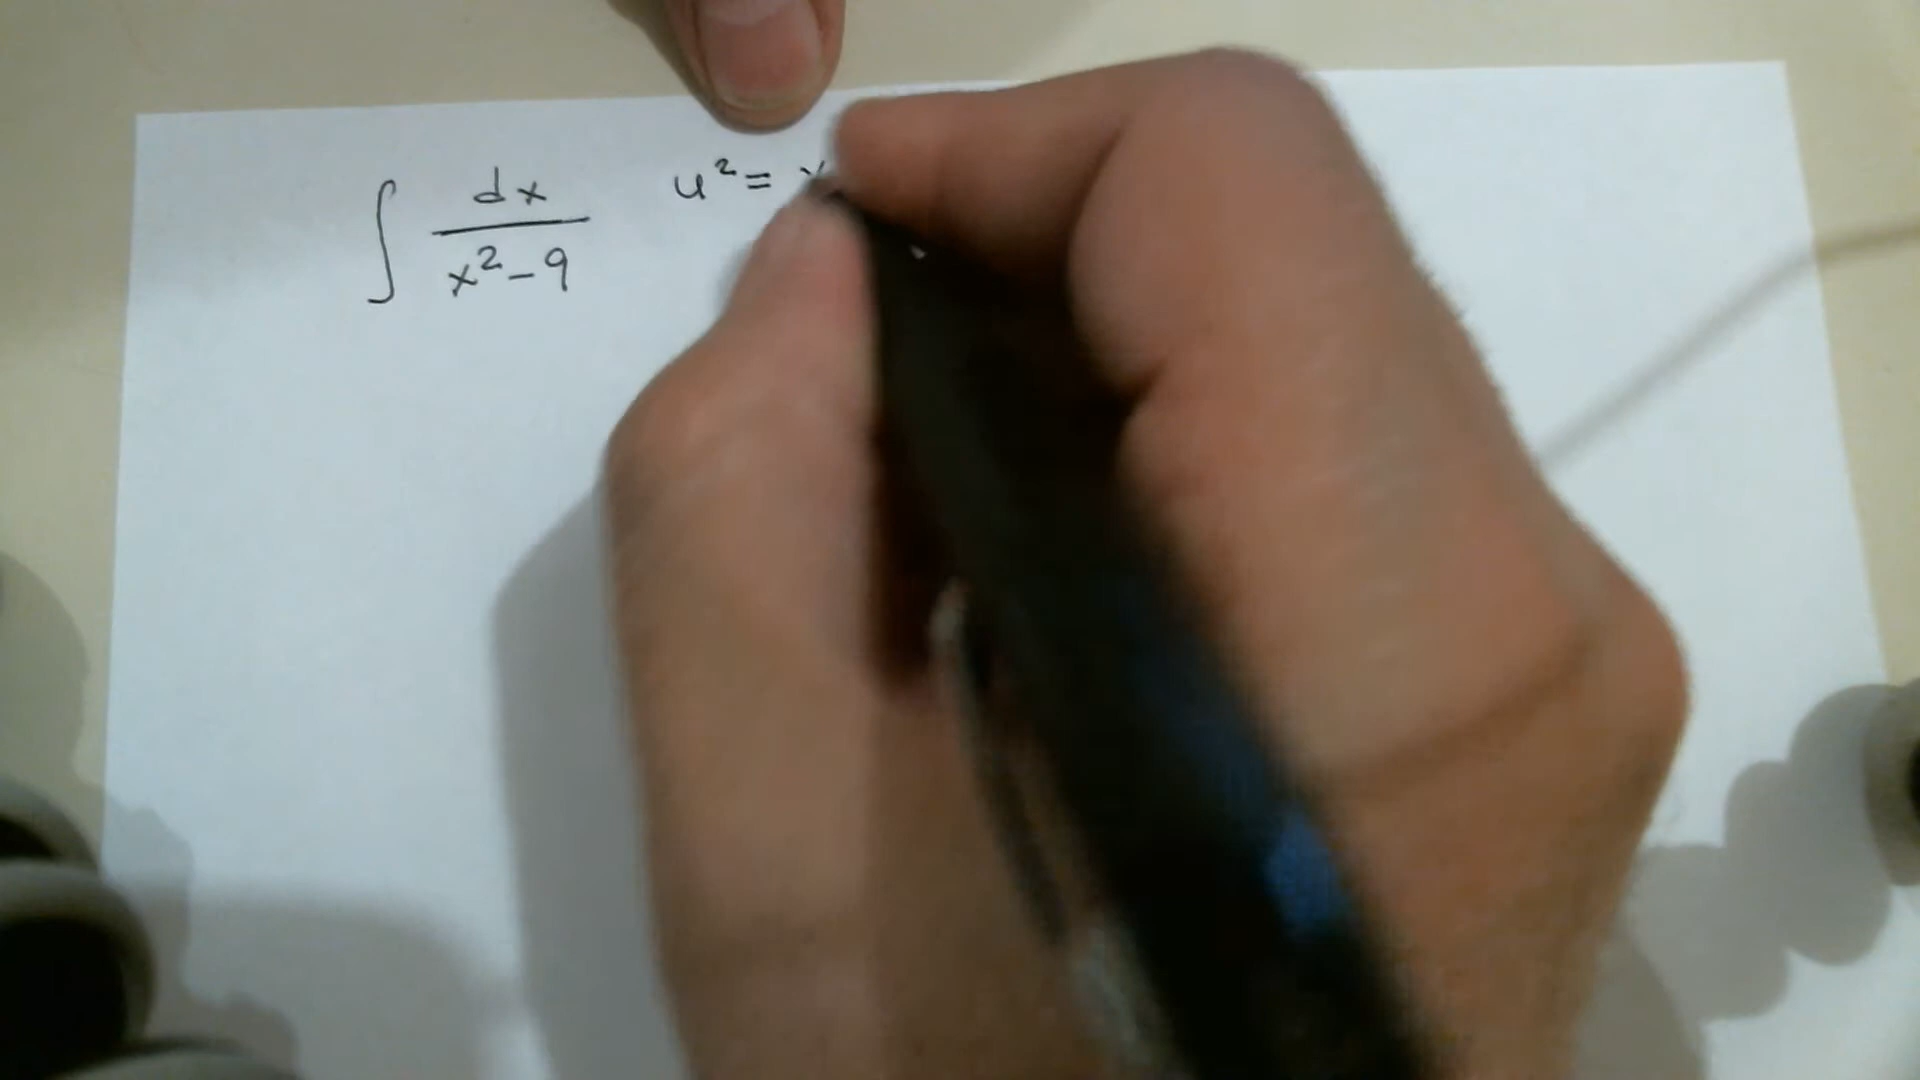 ∫ dx / x² - 9    u² = x